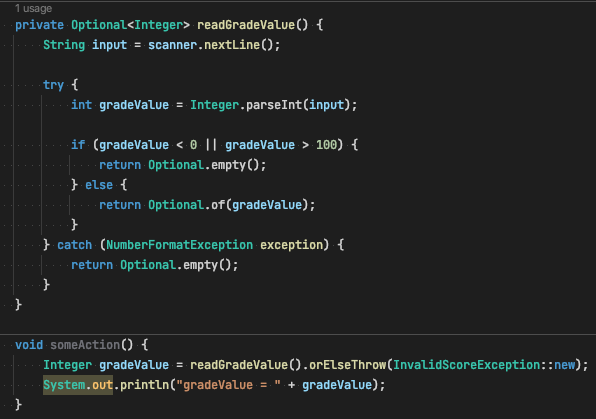 1 usage
private Optional<Integer> readGradeValue() {
    String input = scanner.nextLine();

    try {
        int gradeValue = Integer.parseInt(input);

        if (gradeValue < 0 || gradeValue > 100) {
            return Optional.empty();
        } else {
            return Optional.of(gradeValue);
        }
    } catch (NumberFormatException exception) {
        return Optional.empty();
    }
}

void someAction() {
    Integer gradeValue = readGradeValue().orElseThrow(InvalidScoreException::new);
    System.out.println("gradeValue = " + gradeValue);
}